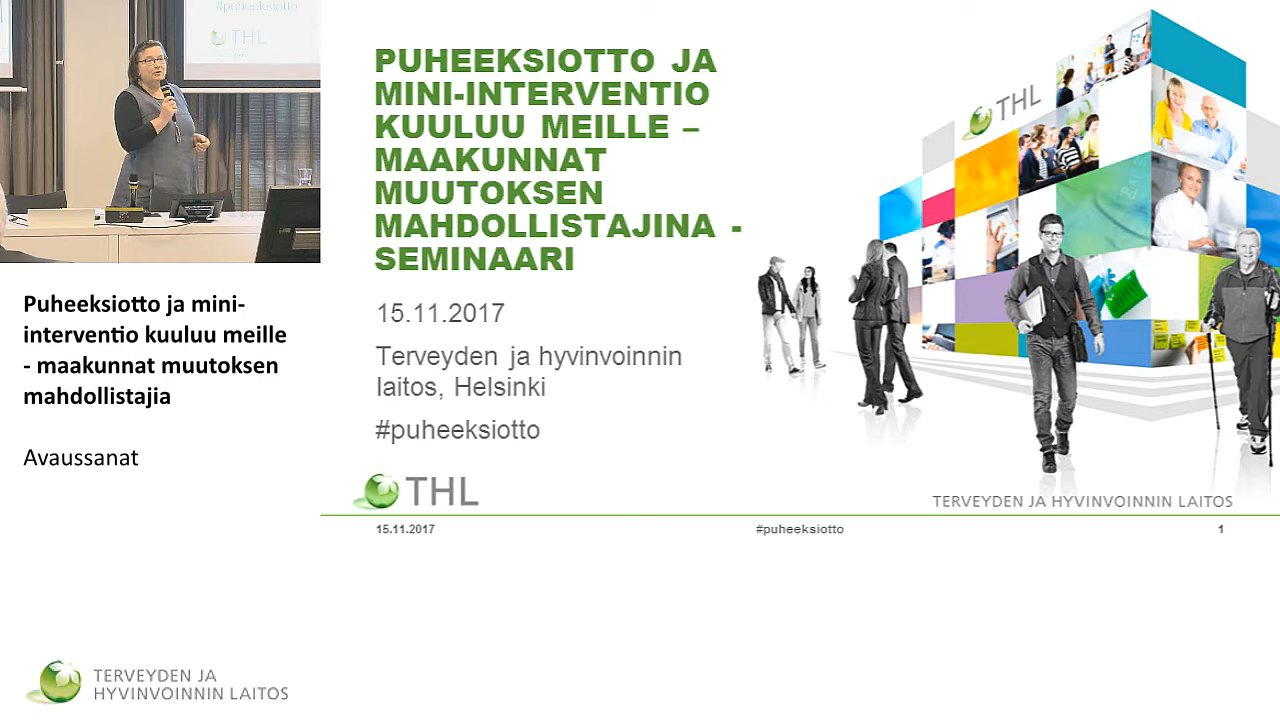 #puheeksiotto
THL
Puheeksiotto ja mini-
interventio kuuluu meille
- maakunnat muutoksen
mahdollistajia
Avaussanat
TERVEYDEN JA
HYVINVOINNIN LAITOS
PUHEEKSIOTTO JA
MINI-INTERVENTIO
KUULUU MEILLE –
MAAKUNNAT
MUUTOKSEN
MAHDOLLISTAJINA -
SEMINAARI
15.11.2017
Terveyden ja hyvinvoinnin
laitos, Helsinki
#puheeksiotto
THL
THL
TERVEYDEN JA HYVINVOINNIN LAITOS
15.11.2017
#puheeksiotto
1